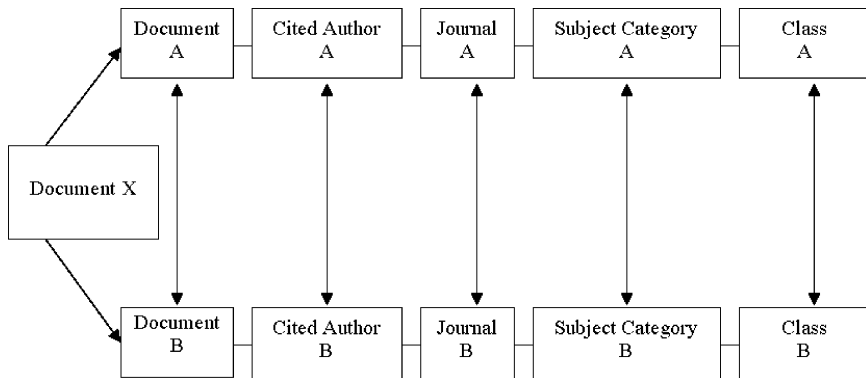 Document
A
Cited Author
A
Journal
A
Subject Category
A
Class
A
Document X
Document
B
Cited Author
B
Journal
B
Subject Category
B
Class
B